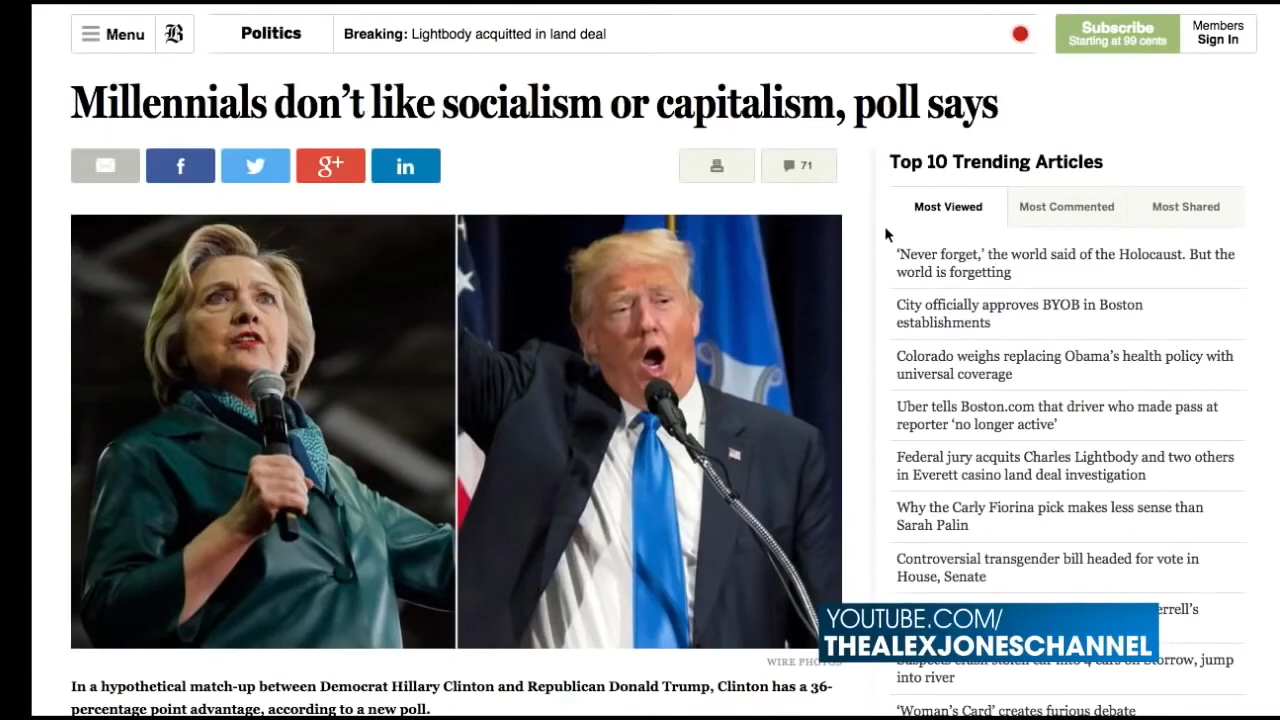 Menu
B
Politics
Breaking: Lightbody acquitted in land deal
Subscribe
Starting at 99 cents
Members
Sign In
Millennials don't like socialism or capitalism, poll says
f
g+
in
71
Top 10 Trending Articles
Most Viewed
Most Commented
Most Shared
‘Never forget,’ the world said of the Holocaust. But the
world is forgetting
City officially approves BYOB in Boston
establishments
Colorado weighs replacing Obama’s health policy with
universal coverage
Uber tells Boston.com that driver who made pass at
reporter ‘no longer active’
Federal jury acquits Charles Lightbody and two others
in Everett casino land deal investigation
Why the Carly Fiorina pick makes less sense than
Sarah Palin
Controversial transgender bill headed for vote in
House, Senate
YOUTUBE.COM/
THEALEXJONESCHANNEL
jump
into river
‘Woman’s Card’ creates furious debate
WIRE PHOTOS
In a hypothetical match-up between Democrat Hillary Clinton and Republican Donald Trump, Clinton has a 36-
percentage point advantage, according to a new poll.